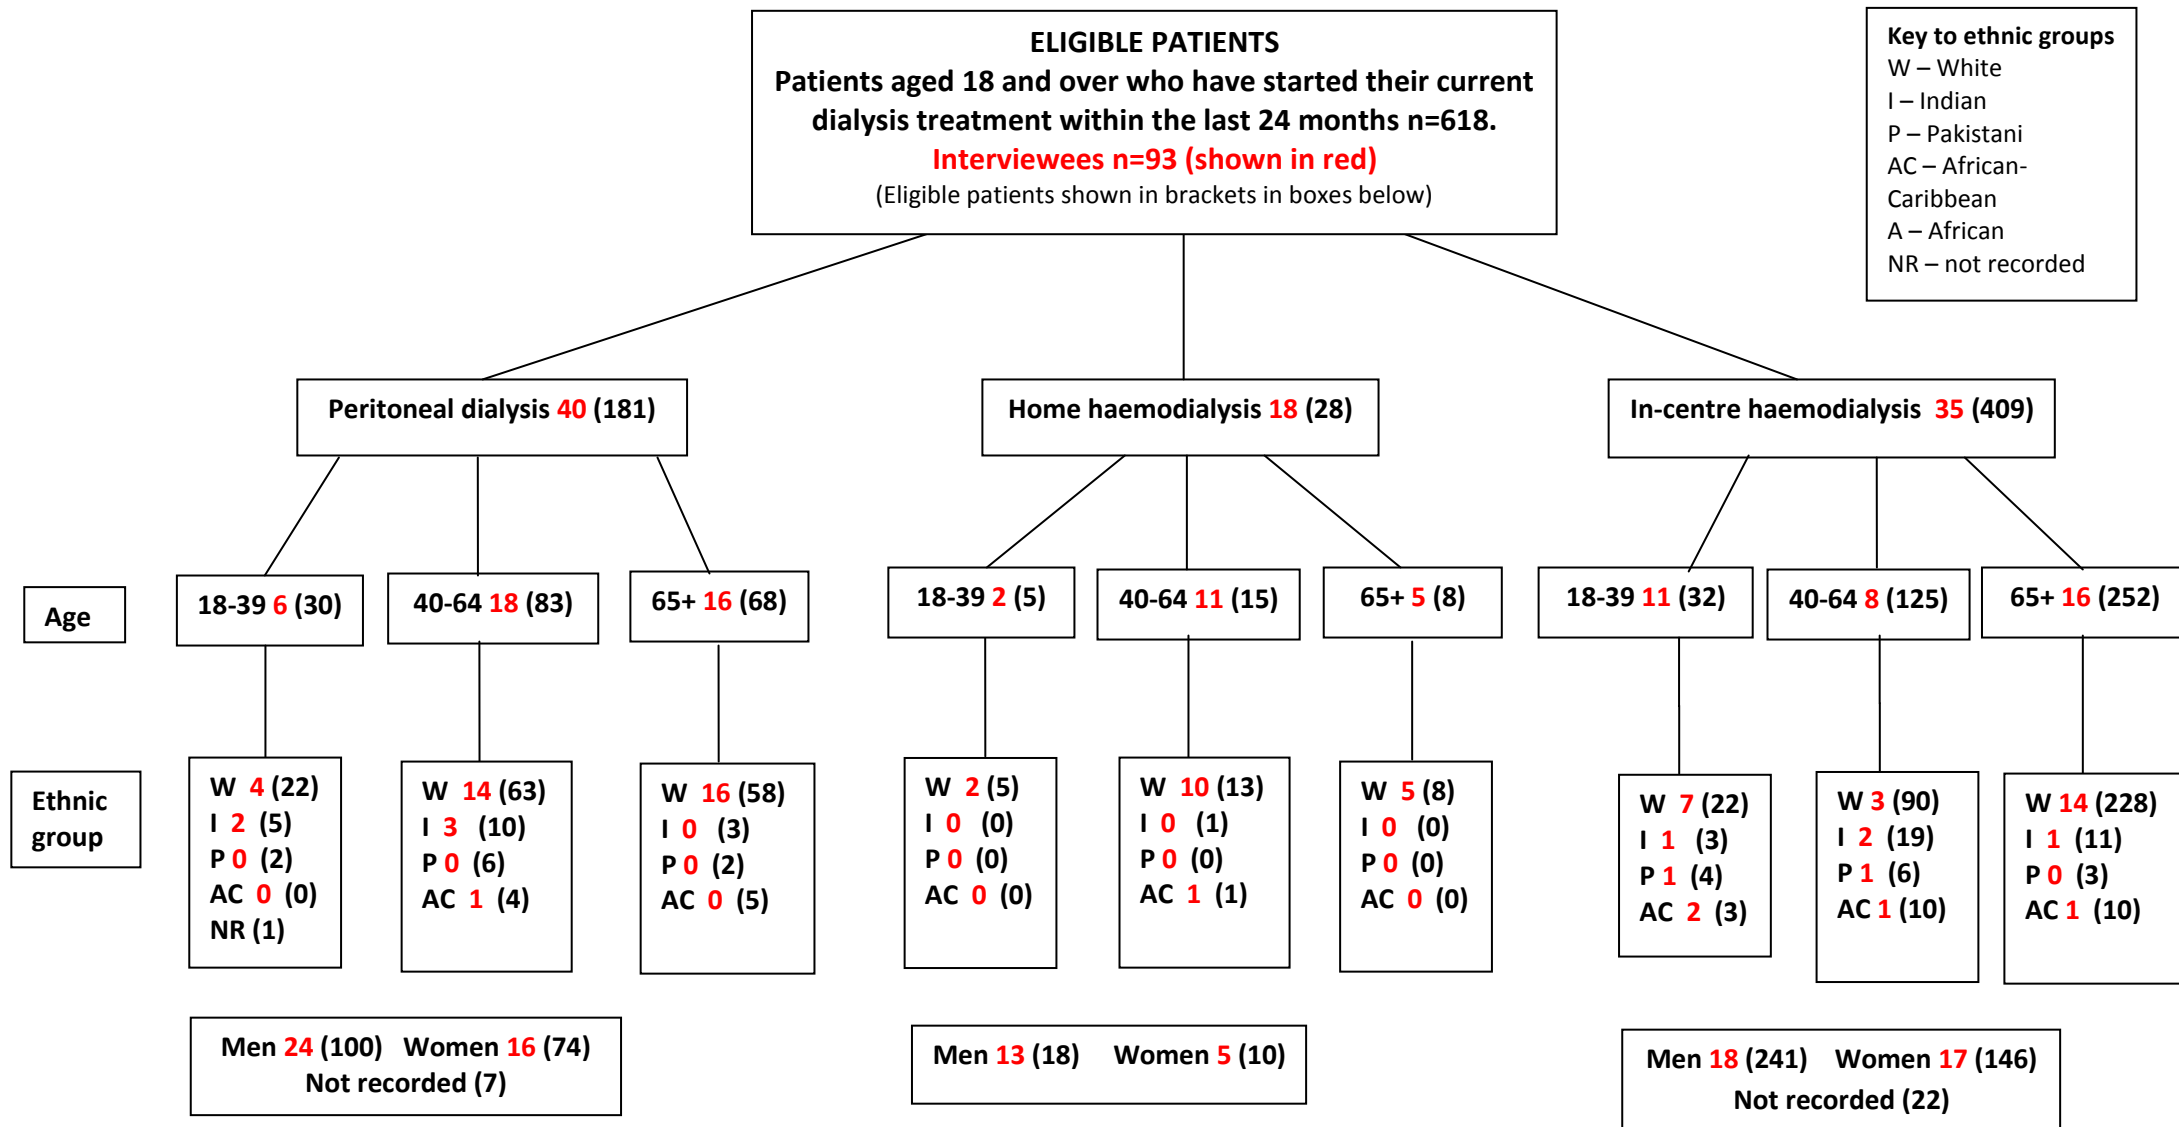 ELIGIBLE PATIENTS
Patients aged 18 and over who have started their current
dialysis treatment within the last 24 months n=618.
Interviewees n=93 (shown in red)
(Eligible patients shown in brackets in boxes below)
Key to ethnic groups
W – White
I – Indian
P – Pakistani
AC – African-
Caribbean
A – African
NR – not recorded
Peritoneal dialysis 40 (181)
Home haemodialysis 18 (28)
In-centre haemodialysis 35 (409)
Age
18-39 6 (30)
40-64 18 (83)
65+ 16 (68)
18-39 2 (5)
40-64 11 (15)
65+ 5 (8)
18-39 11 (32)
40-64 8 (125)
65+ 16 (252)
Ethnic
group
W 4 (22)
I 2 (5)
P 0 (2)
AC 0 (0)
NR (1)
W 14 (63)
I 3 (10)
P 0 (6)
AC 1 (4)
W 16 (58)
I 0 (3)
P 0 (2)
AC 0 (5)
W 2 (5)
I 0 (0)
P 0 (0)
AC 0 (0)
W 10 (13)
I 0 (1)
P 0 (0)
AC 1 (1)
W 5 (8)
I 0 (0)
P 0 (0)
AC 0 (0)
W 7 (22)
I 1 (3)
P 1 (4)
AC 2 (3)
W 3 (90)
I 2 (19)
P 1 (6)
AC 1 (10)
W 14 (228)
I 1 (11)
P 0 (3)
AC 1 (10)
Men 24 (100) Women 16 (74)
Not recorded (7)
Men 13 (18) Women 5 (10)
Men 18 (241) Women 17 (146)
Not recorded (22)